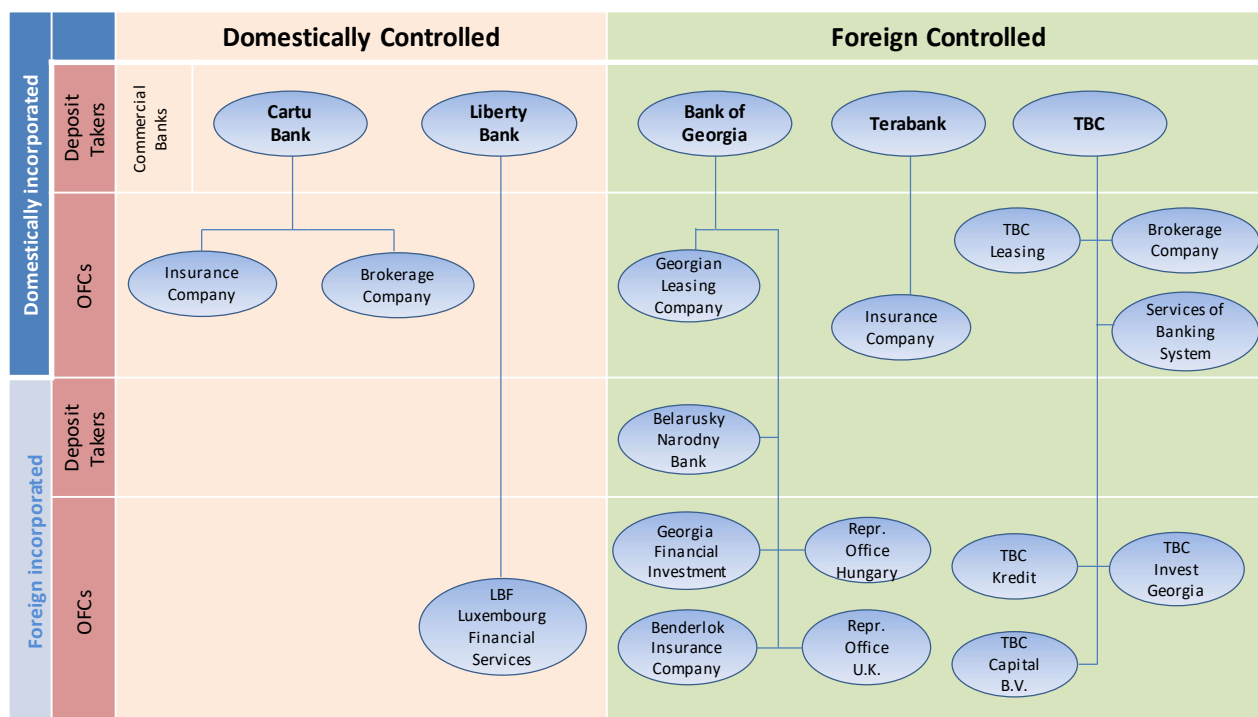 Domestically Controlled
Foreign Controlled
Domestically incorporated
Deposit
Takers
Commercial
Banks
Cartu
Bank
Liberty
Bank
Bank of
Georgia
Terabank
TBC
OFCs
Insurance
Company
Brokerage
Company
Georgian
Leasing
Company
Insurance
Company
TBC
Leasing
Brokerage
Company
Services of
Banking
System
Foreign incorporated
Deposit
Takers
Belarusky
Narodny
Bank
OFCs
LBF
Luxembourg
Financial
Services
Georgia
Financial
Investment
Repr.
Office
Hungary
Benderlok
Insurance
Company
Repr.
Office
U.K.
TBC
Kredit
TBC
Invest
Georgia
TBC
Capital
B.V.